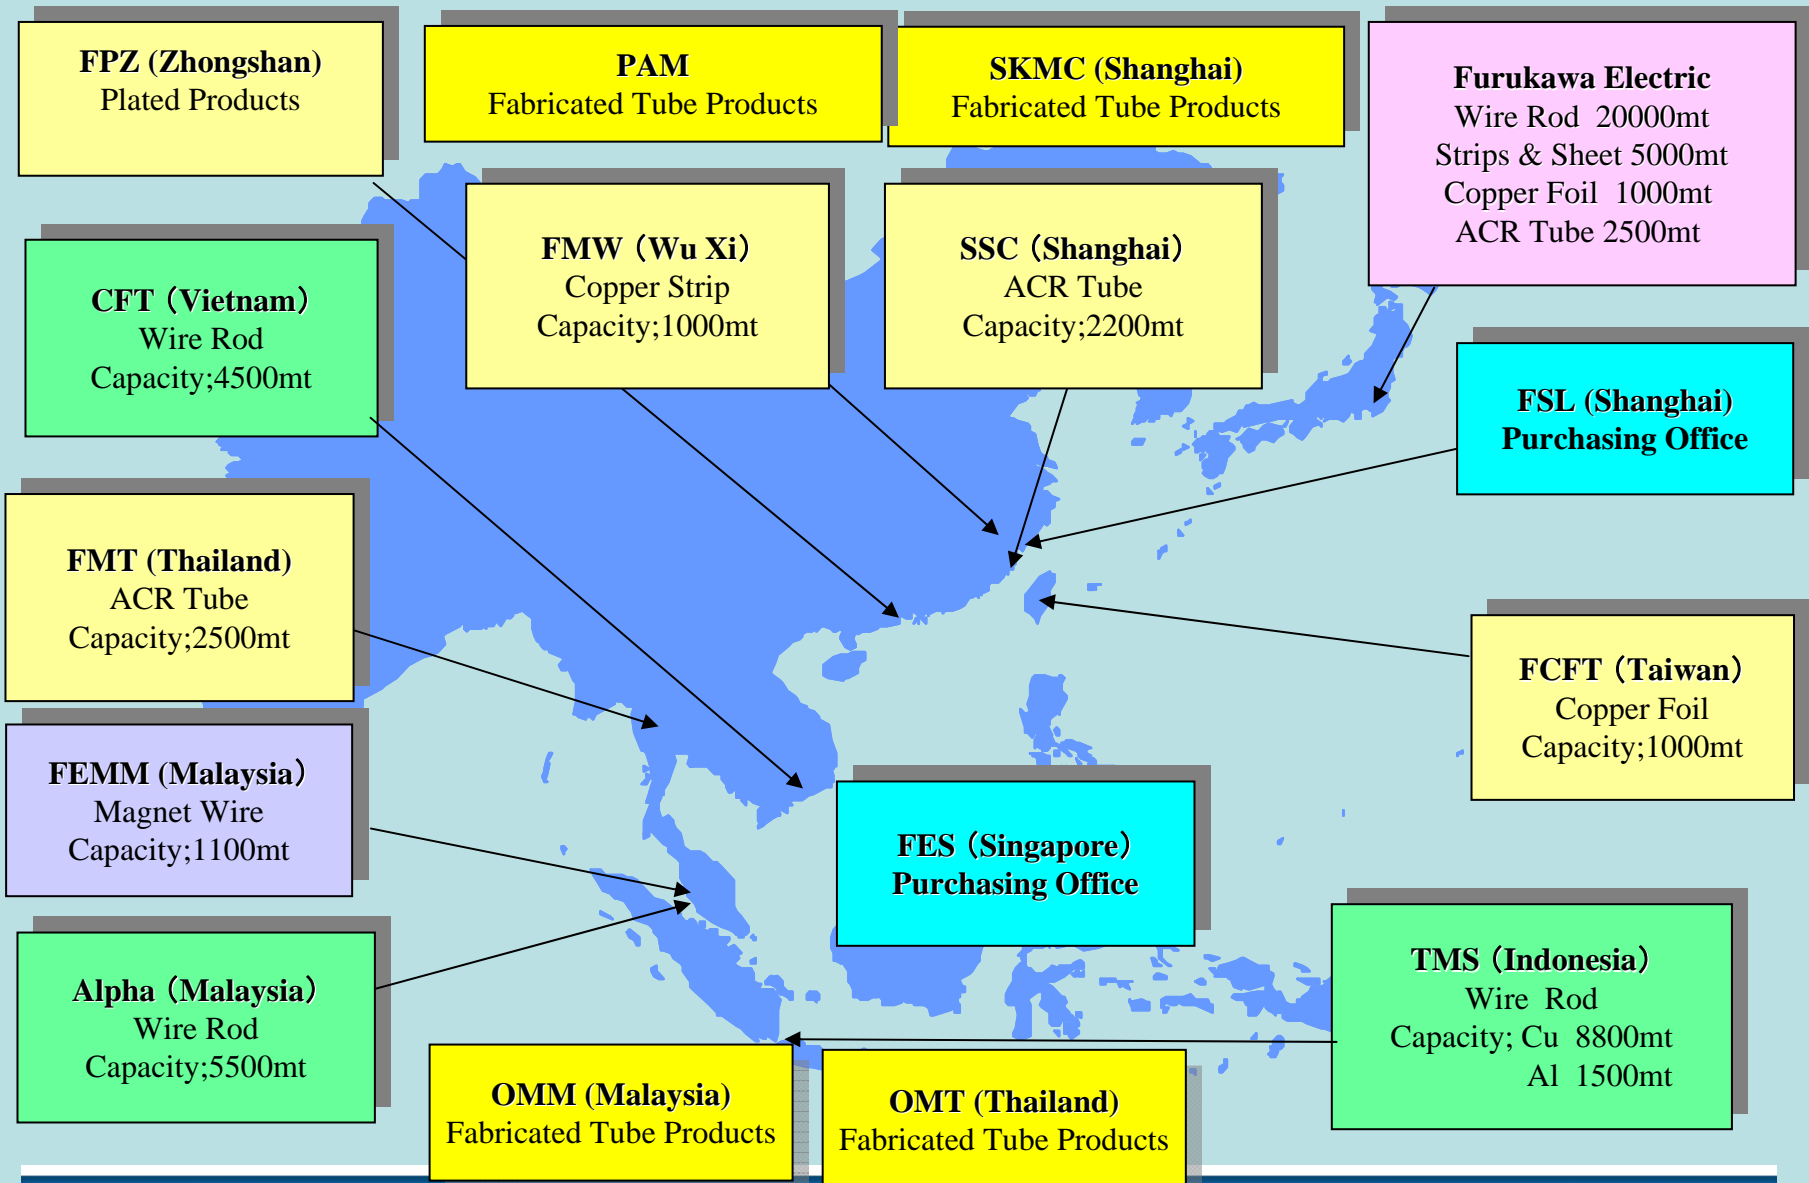 FPZ (Zhongshan)
Plated Products
PAM
Fabricated Tube Products
SKMC (Shanghai)
Fabricated Tube Products
Furukawa Electric
Wire Rod  20000mt
Strips & Sheet 5000mt
Copper Foil  1000mt
ACR Tube 2500mt
CFT（Vietnam）
Wire Rod
Capacity;4500mt
FMW（Wu Xi）
Copper Strip
Capacity;1000mt
SSC（Shanghai）
ACR Tube
Capacity;2200mt
FSL (Shanghai)
Purchasing Office
FMT (Thailand)
ACR Tube
Capacity;2500mt
FCFT（Taiwan）
Copper Foil
Capacity;1000mt
FEMM (Malaysia）
Magnet Wire
Capacity;1100mt
FES（Singapore）
Purchasing Office
Alpha（Malaysia）
Wire Rod
Capacity;5500mt
TMS（Indonesia）
Wire  Rod
Capacity; Cu  8800mt
Al  1500mt
OMM (Malaysia)
Fabricated Tube Products
OMT (Thailand)
Fabricated Tube Products